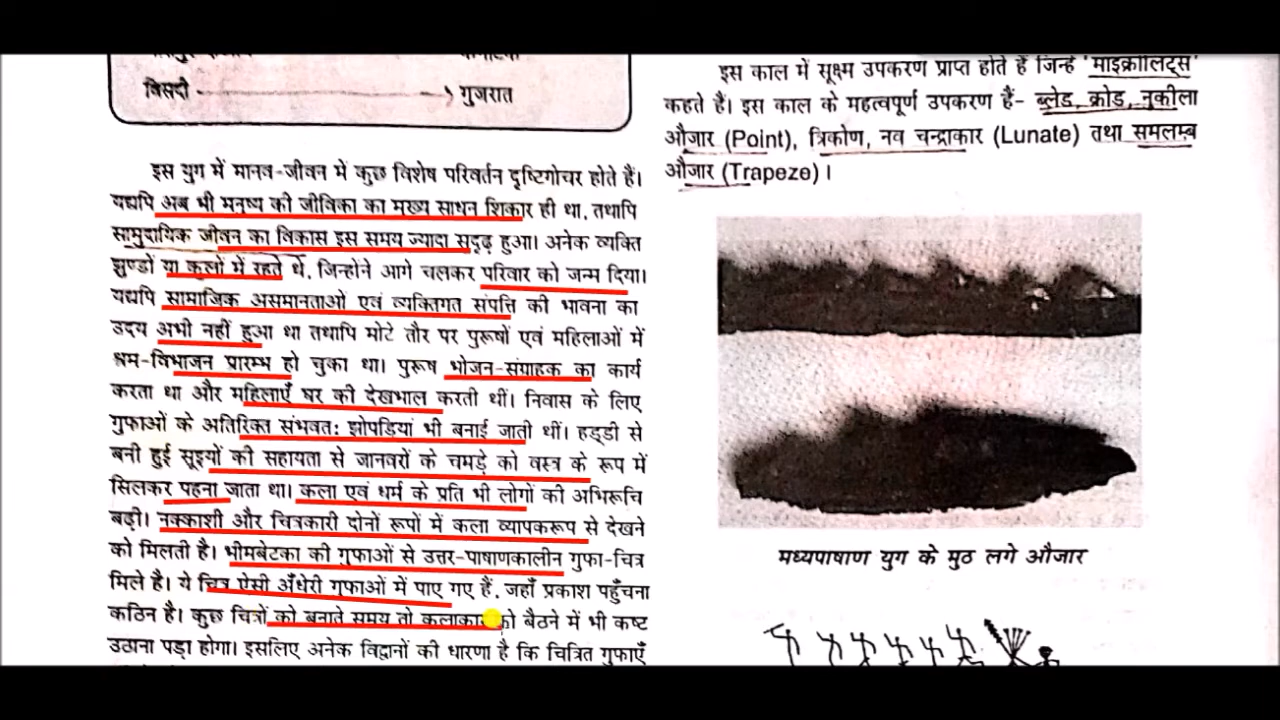 विसदी गुजरात
इस युग में मानव-जीवन में कुछ विशेष परिवर्तन दृष्टिगोचर होते हैं।
यद्यपि अब भी मनुष्य की जीविका का मुख्य साधन शिकार ही था, तथापि
सामुदायिक जीवन का विकास इस समय ज्यादा सुदृढ़ हुआ। अनेक व्यक्ति
झुण्डों या कुलों में रहते थे, जिन्होने आगे चलकर परिवार को जन्म दिया।
यद्यपि सामाजिक असमानताओं एवं व्यक्तिगत संपत्ति की भावना का
उदय अभी नहीं हुआ था तथापि मोटे तौर पर पुरूषों एवं महिलाओं में
श्रम-विभाजन प्रारम्भ हो चुका था। पुरूष भोजन-संग्राहक का कार्य
करता था और महिलाएँ घर की देखभाल करती थीं। निवास के लिए
गुफाओं के अतिरिक्त संभवत: झोपडियां भी बनाई जाती थीं। हड्डी से
बनी हुई सूइयों की सहायता से जानवरों के चमड़े को वस्त्र के रूप में
सिलकर पहना जाता था। कला एवं धर्म के प्रति भी लोगों की अभिरूचि
बढ़ी। नक्काशी और चित्रकारी दोनों रूपों में कला व्यापकरूप से देखने
को मिलती है। भीमबेटका की गुफाओं से उत्तर-पाषाणकालीन गुफा-चित्र
मिले है। ये चित्र ऐसी अँधेरी गुफाओं में पाए गए हैं, जहाँ प्रकाश पहुँचना
कठिन है। कुछ चित्रों को बनाते समय तो कलाकार को बैठने में भी कष्ट
उठाना पड़ा होगा। इसलिए अनेक विद्वानों की धारणा है कि चित्रित गुफाएँ
इस काल में सूक्ष्म उपकरण प्राप्त होते हैं जिन्हें 'माइक्रोलिट्स'
कहते हैं। इस काल के महत्वपूर्ण उपकरण हैं- ब्लेड, क्रोड, नुकीला
औजार (Point), त्रिकोण, नव चन्द्राकार (Lunate) तथा समलम्ब
औजार (Trapeze)।
मध्यपाषाण युग के मुठ लगे औजार